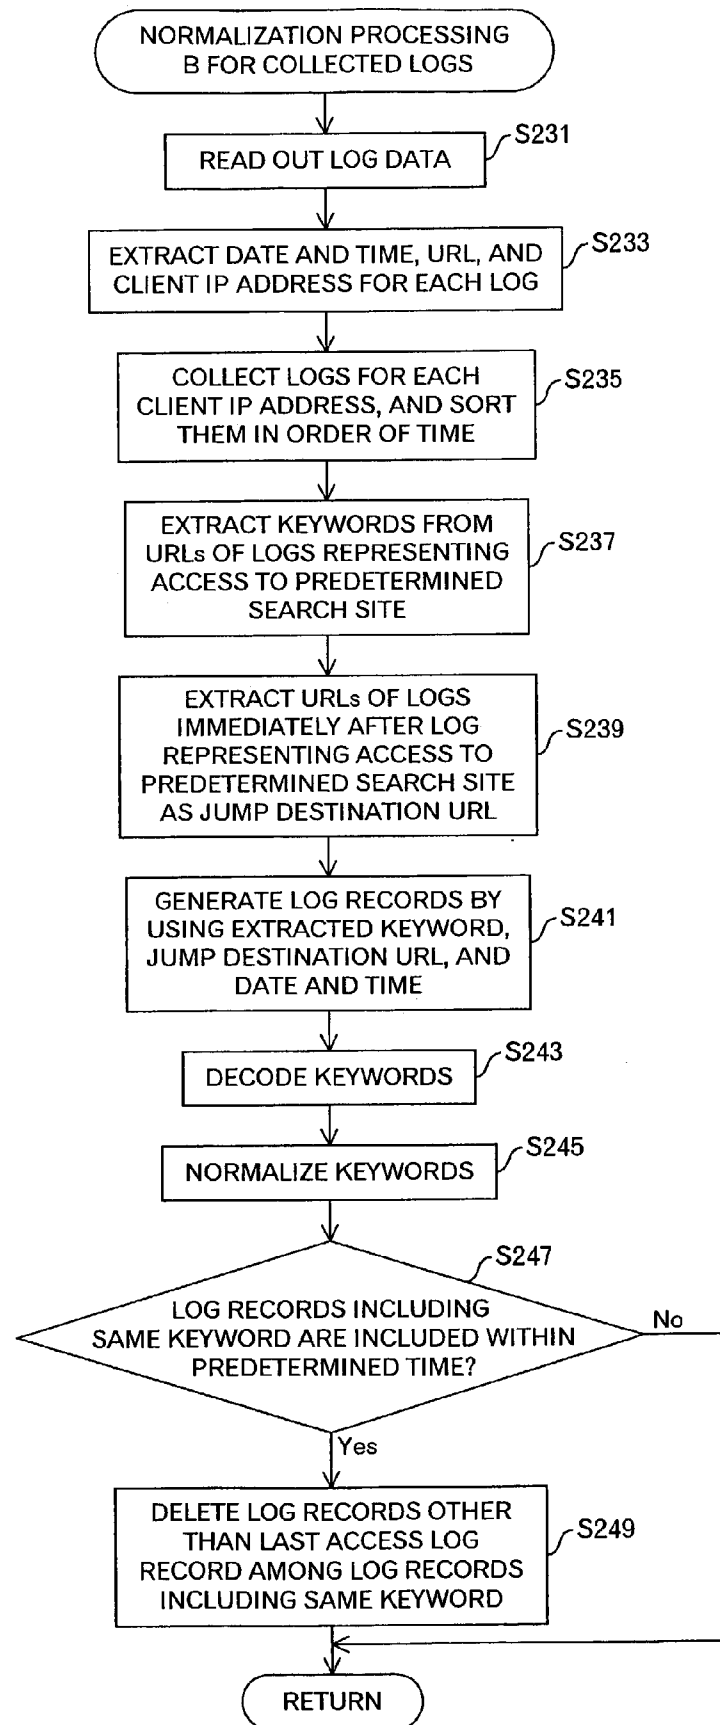 NORMALIZATION PROCESSING
B FOR COLLECTED LOGS
S231
READ OUT LOG DATA
S233
EXTRACT DATE AND TIME, URL, AND
CLIENT IP ADDRESS FOR EACH LOG
S235
COLLECT LOGS FOR EACH
CLIENT IP ADDRESS, AND SORT
THEM IN ORDER OF TIME
S237
EXTRACT KEYWORDS FROM
URLs OF LOGS REPRESENTING
ACCESS TO PREDETERMINED
SEARCH SITE
S239
EXTRACT URLs OF LOGS
IMMEDIATELY AFTER LOG
REPRESENTING ACCESS TO
PREDETERMINED SEARCH SITE
AS JUMP DESTINATION URL
S241
GENERATE LOG RECORDS BY
USING EXTRACTED KEYWORD,
JUMP DESTINATION URL, AND
DATE AND TIME
S243
DECODE KEYWORDS
S245
NORMALIZE KEYWORDS
S247
LOG RECORDS INCLUDING
SAME KEYWORD ARE INCLUDED WITHIN
PREDETERMINED TIME?
No
Yes
S249
DELETE LOG RECORDS OTHER
THAN LAST ACCESS LOG
RECORD AMONG LOG RECORDS
INCLUDING SAME KEYWORD
RETURN